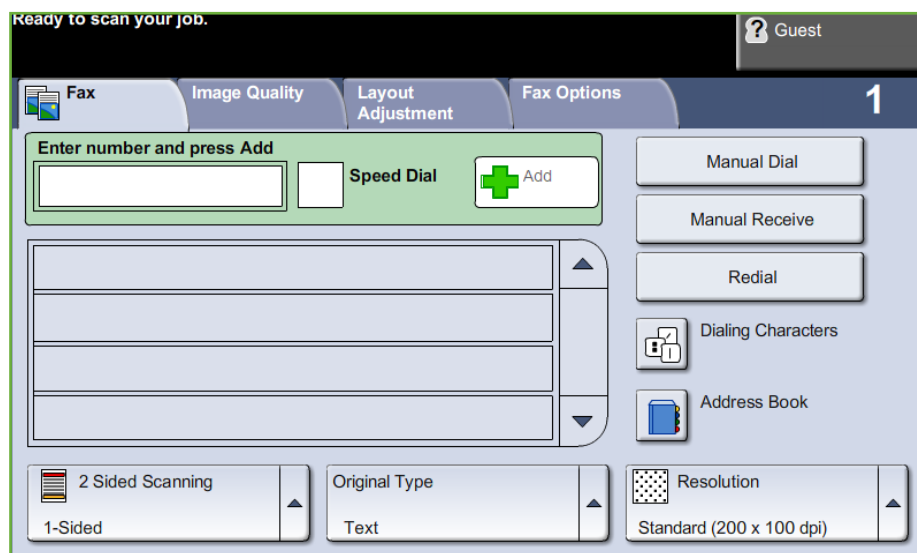 Ready to scan your job.
Guest
Fax
Image Quality
Layout
Adjustment
Fax Options
1
Enter number and press Add
Speed Dial
Add
Manual Dial
Manual Receive
Redial
Dialing Characters
Address Book
2 Sided Scanning
1-Sided
Original Type
Text
Resolution
Standard (200 x 100 dpi)